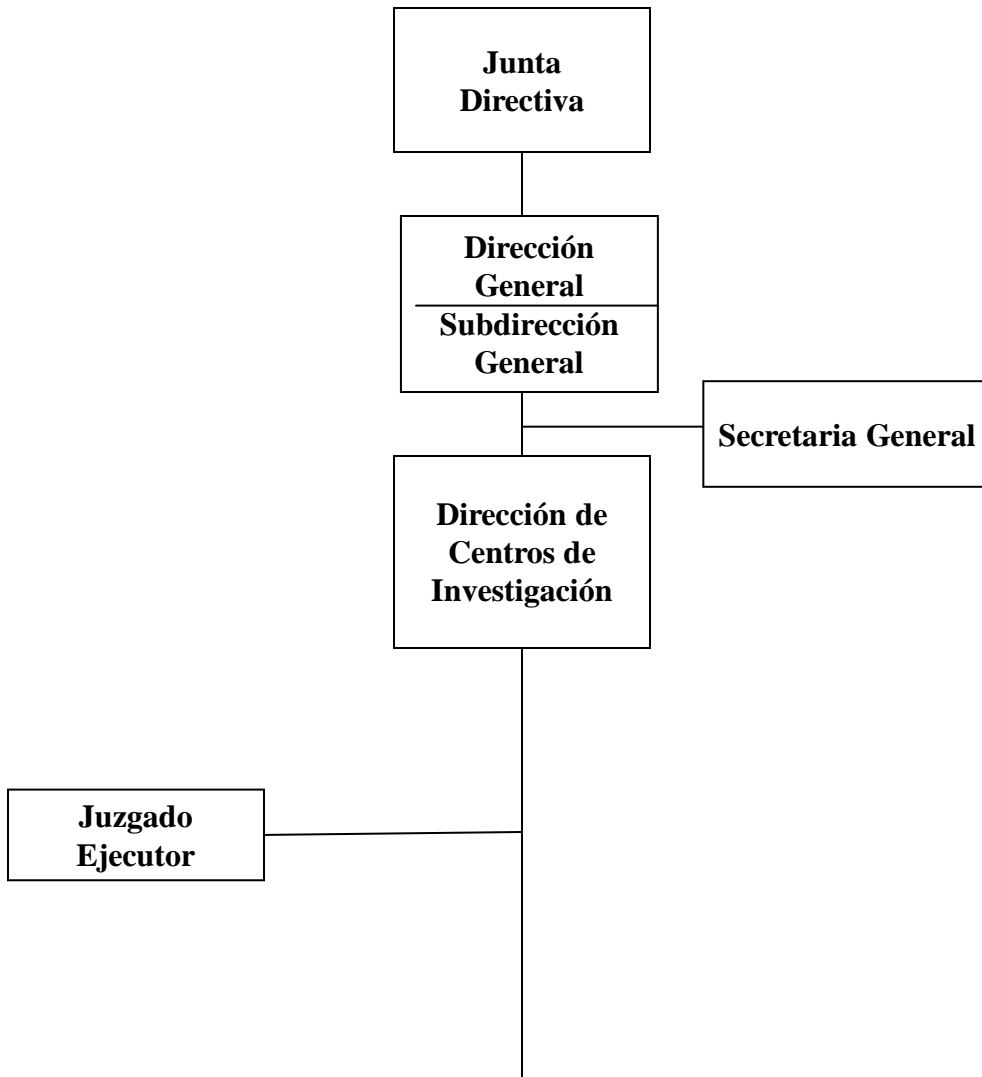 Junta
Directiva
Dirección
General
Subdirección
General
Secretaria General
Dirección de
Centros de
Investigación
Juzgado
Ejecutor